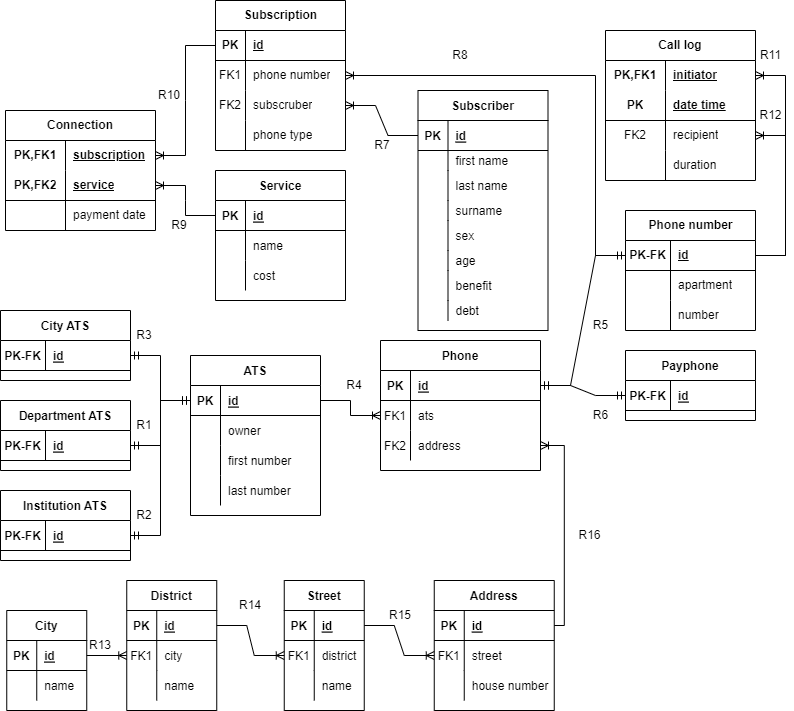 Subscription
PK id
FK1 phone number
FK2 subscruber
phone type
R8
R10
R7
Call log
PK,FK1 initiator
PK date time
FK2 recipient
duration
R11
R12
Connection
PK,FK1 subscription
PK,FK2 service
payment date
R9
Subscriber
PK id
first name
last name
surname
sex
age
benefit
debt
Service
PK id
name
cost
Phone number
PK-FK id
apartment
number
R5
City ATS
PK-FK id
R3
Department ATS
PK-FK id
R1
Institution ATS
PK-FK id
R2
ATS
PK id
owner
first number
last number
R4
Phone
PK id
FK1 ats
FK2 address
Payphone
PK-FK id
R6
R16
City
PK id
name
R13
District
PK id
FK1 city
name
R14
Street
PK id
FK1 district
name
R15
Address
PK id
FK1 street
house number